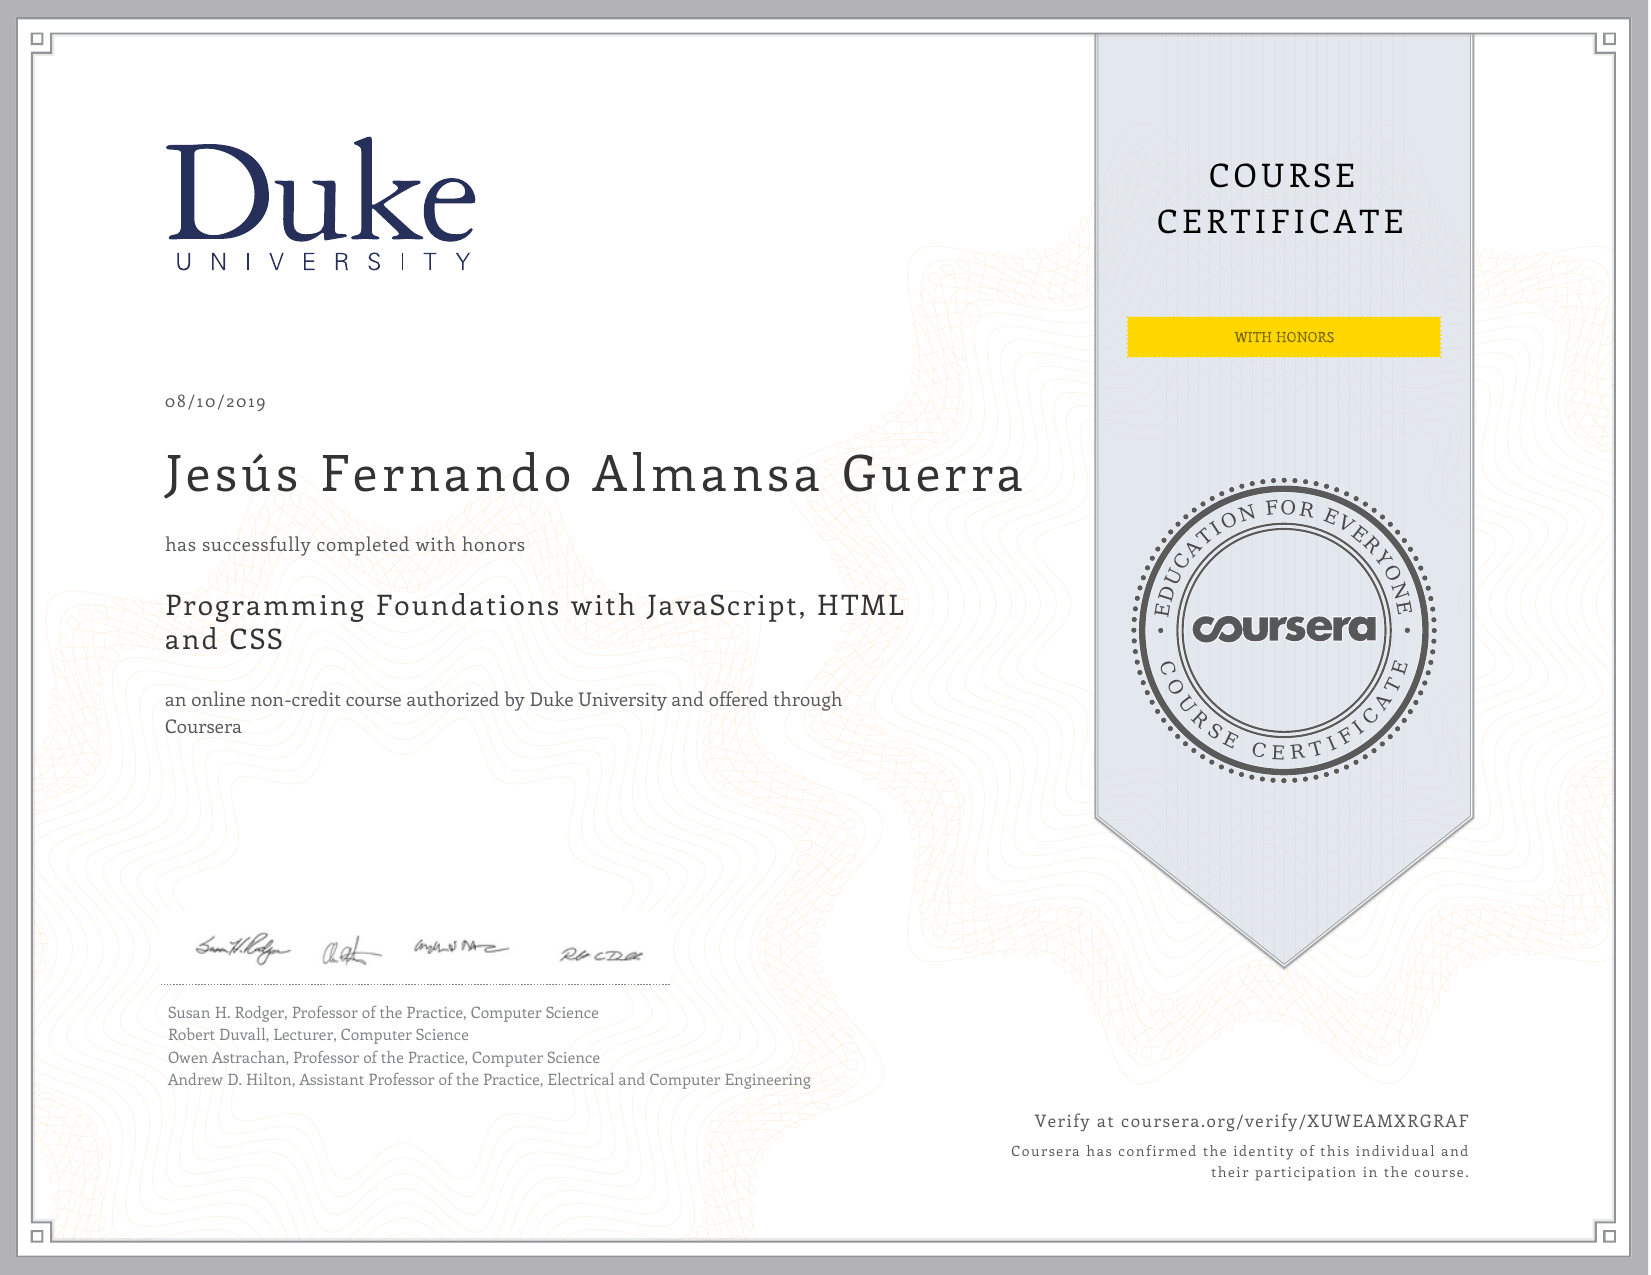 Duke
UNIVERSITY
COURSE
CERTIFICATE
WITH HONORS
08/10/2019
Jesús Fernando Almansa Guerra
has successfully completed with honors
Programming Foundations with JavaScript, HTML
and CSS
an online non-credit course authorized by Duke University and offered through
Coursera
EDUCATION FOR EVERYONE
coursera
COURSE CERTIFICATE
Susan H. Rodger, Professor of the Practice, Computer Science
Robert Duvall, Lecturer, Computer Science
Owen Astrachan, Professor of the Practice, Computer Science
Andrew D. Hilton, Assistant Professor of the Practice, Electrical and Computer Engineering
Verify at coursera.org/verify/XUWEAMXRGRAF
Coursera has confirmed the identity of this individual and
their participation in the course.